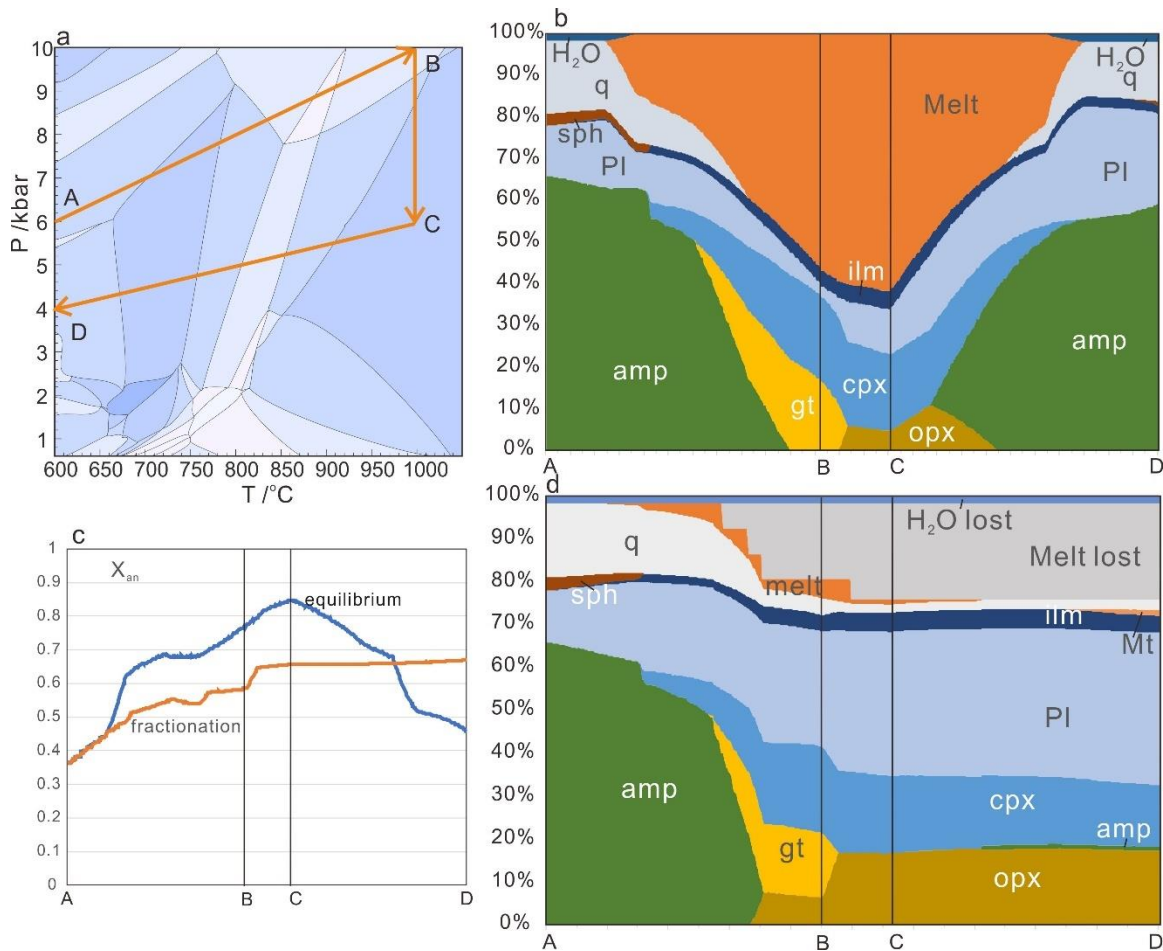 a
10
9
8
7
6
5
4
3
2
1
P /kbar
A
B
C
D
600 650 700 750 800 850 900 950 1000
T /°C
b
100%
90%
80%
70%
60%
50%
40%
30%
20%
10%
0%
H₂O
q
sph
Pl
amp
Melt
ilm
gt
cpx
opx
H₂O
q
Pl
amp
A
B
C
D
c
1
0.9
0.8
0.7
0.6
0.5
0.4
0.3
0.2
0.1
0
Xan
equilibrium
fractionation
A
B
C
D
d
100%
90%
80%
70%
60%
50%
40%
30%
20%
10%
0%
H₂O lost
Melt lost
q
melt
sph
ilm
Mt
Pl
cpx
amp
amp
gt
opx
A
B
C
D